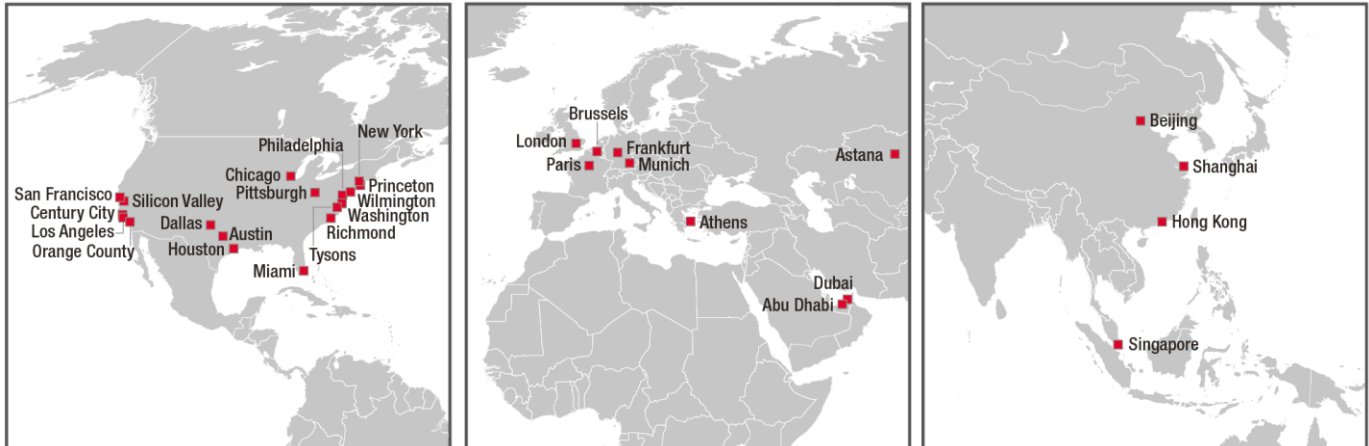 New York
Philadelphia
Chicago
Pittsburgh
Princeton
Wilmington
Washington
Richmond
San Francisco
Silicon Valley
Century City
Los Angeles
Orange County
Dallas
Austin
Houston
Tysons
Miami
Brussels
London
Frankfurt
Paris
Munich
Astana
Athens
Dubai
Abu Dhabi
Beijing
Shanghai
Hong Kong
Singapore